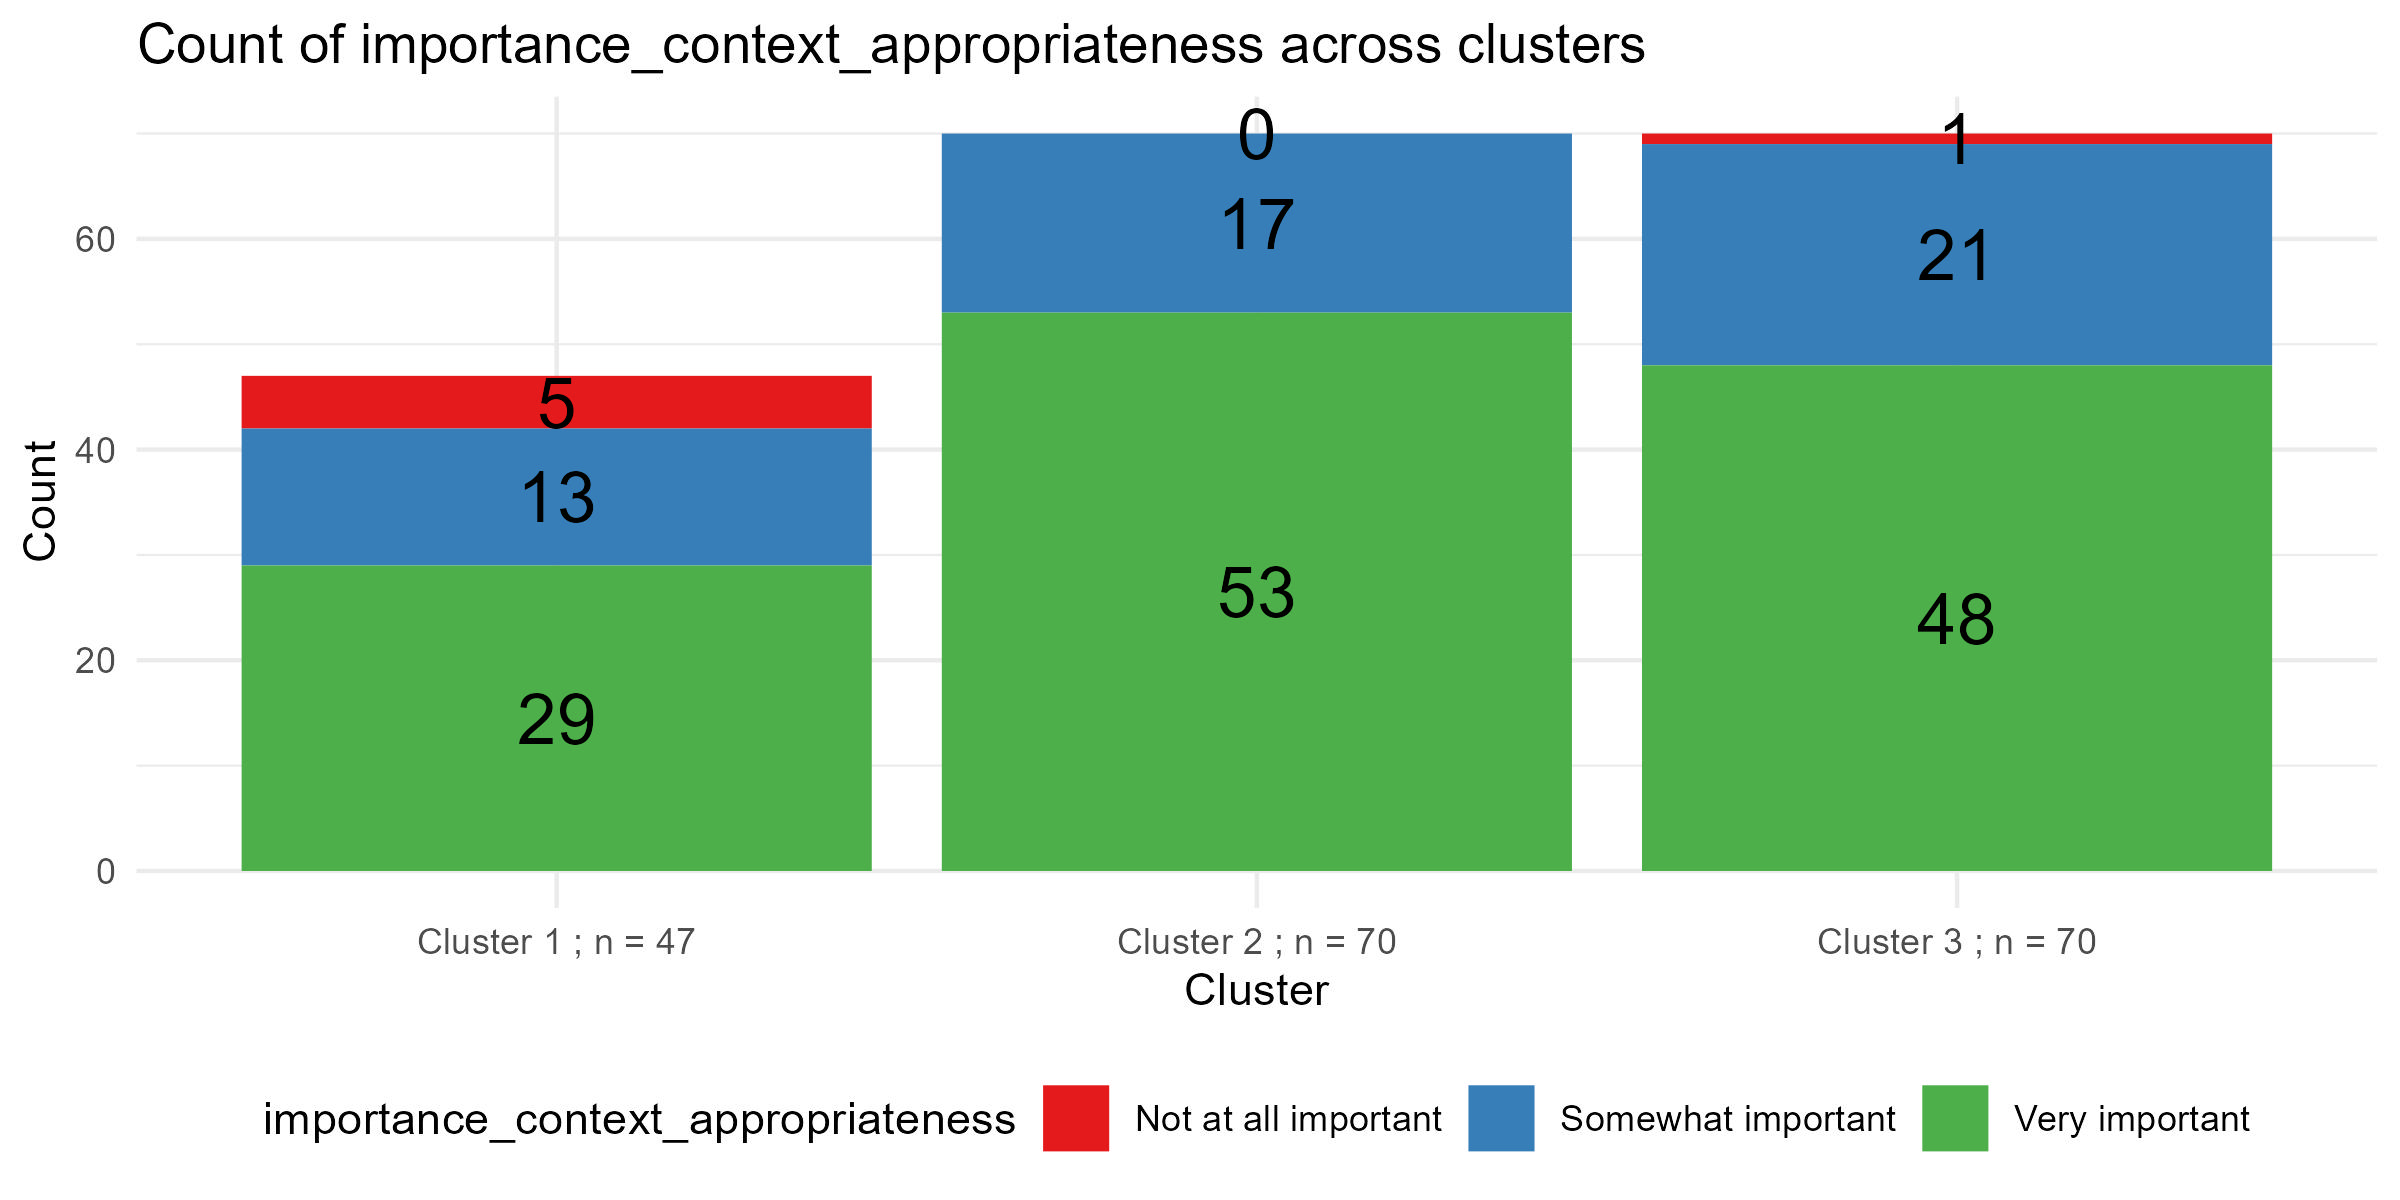 Count of importance_context_appropriateness across clusters
0
1
17
60
21
5
40
13
Count
53
48
29
20
0
Cluster 1 ; n = 47
Cluster 2 ; n = 70
Cluster 3 ; n = 70
Cluster
importance_context_appropriateness
Not at all important
Somewhat important
Very important